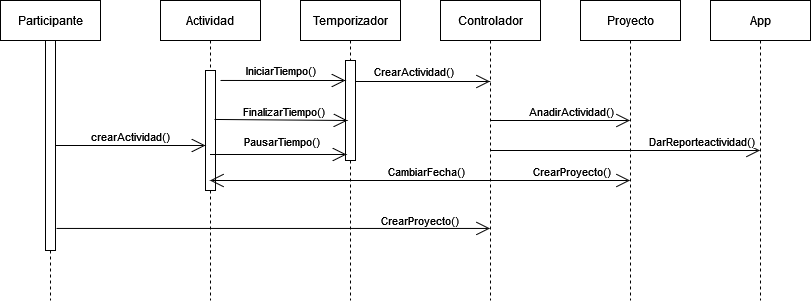 Participante
Actividad
Temporizador
Controlador
Proyecto
App
IniciarTiempo()
CrearActividad()
FinalizarTiempo()
AnadirActividad()
crearActividad()
PausarTiempo()
DarReporteactividad()
CambiarFecha()
CrearProyecto()
CrearProyecto()